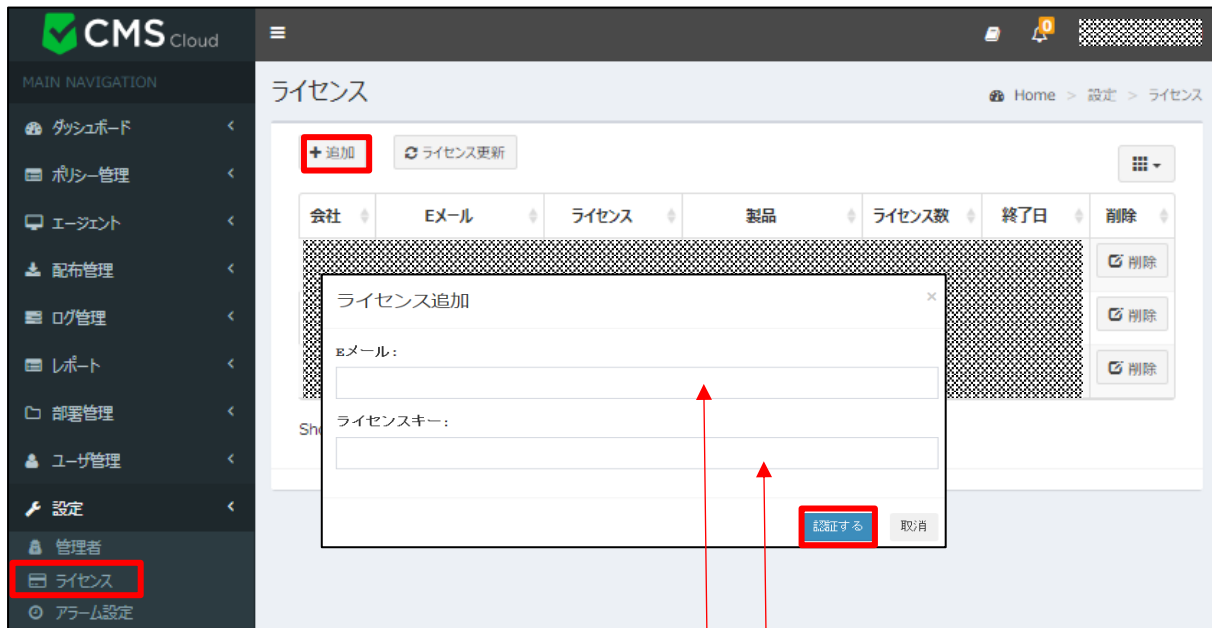 CMS Cloud
0
MAIN NAVIGATION
ダッシュボード
ポリシー管理
エージェント
配布管理
ログ管理
レポート
部署管理
ユーザ管理
設定
管理者
ライセンス
アラーム設定
ライセンス
Home > 設定 > ライセンス
追加 ライセンス更新
会社 Eメール ライセンス 製品 ライセンス数 終了日 削除
削除
削除
削除
ライセンス追加 ×
Eメール:
ライセンスキー:
認証する 取消